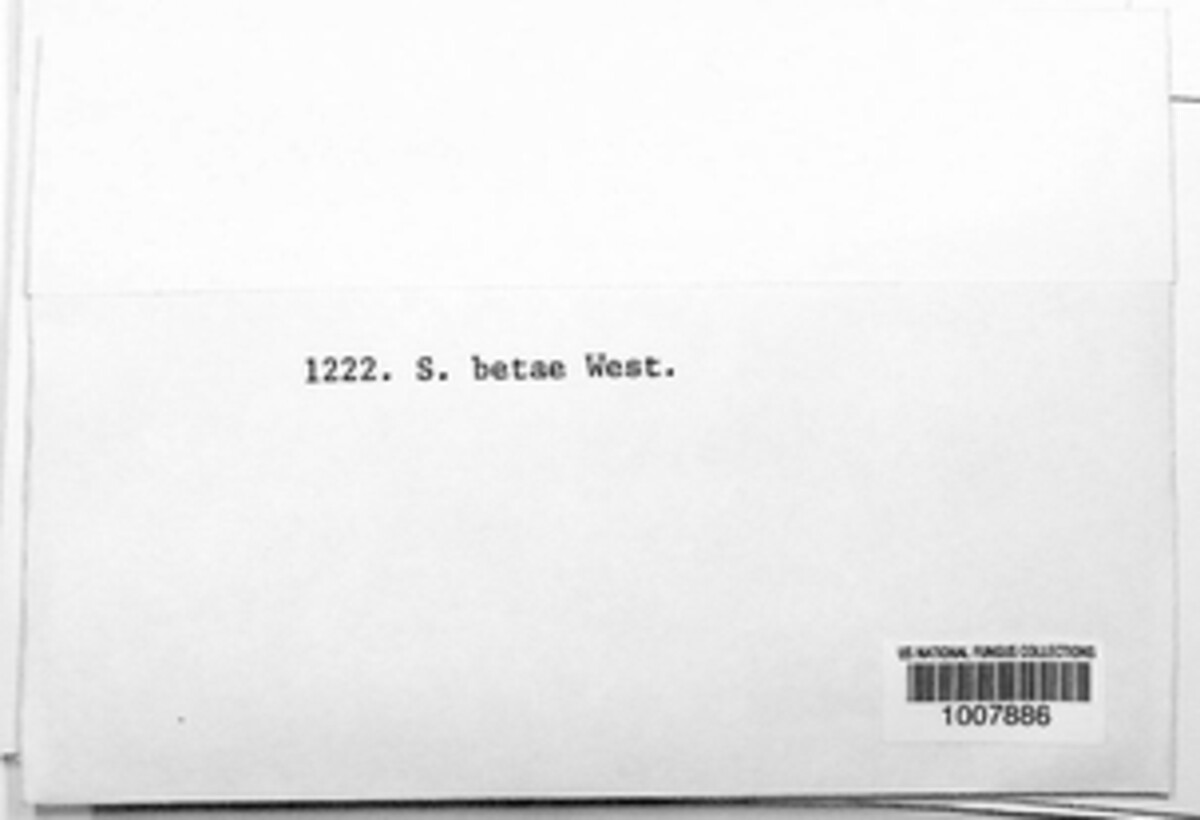 1222. S. betae West.
US NATIONAL FUNGUS COLLECTIONS
1007886